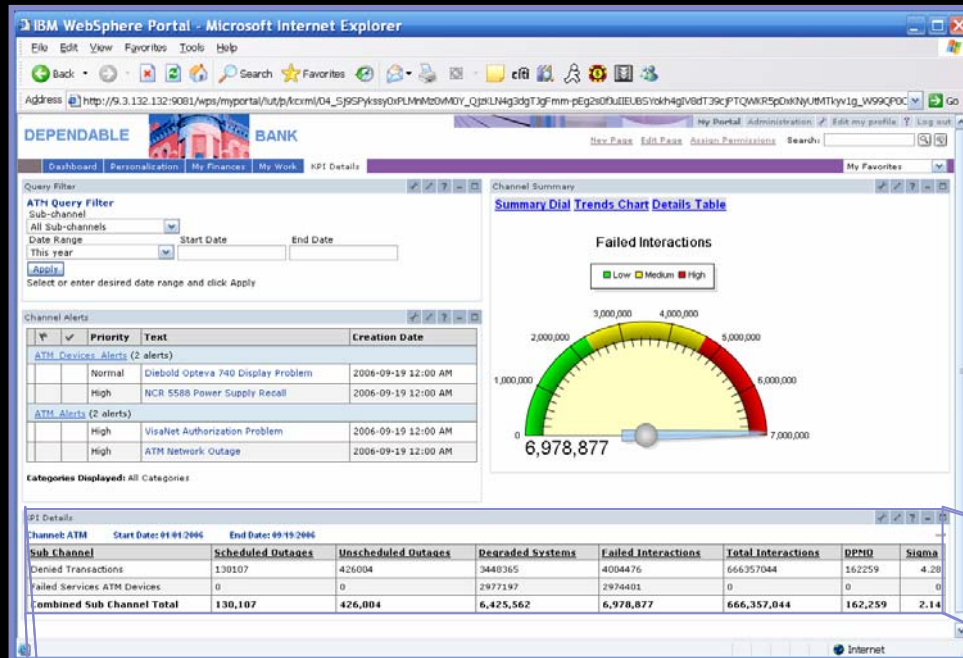 IBM WebSphere Portal - Microsoft Internet Explorer
File Edit View Favorites Tools Help
Back Search Favorites citi
Address http://9.3.132.132:9081/wps/myportal/!ut/p/kcxml/
Go
My Portal Administration Edit my profile ? Log out
DEPENDABLE BANK
New Page Edit Page Assign Permissions Search:
Dashboard Personalization My Finances My Work KPI Details My Favorites
Query Filter
ATM Query Filter
Sub-channel
All Sub-channels
Date Range Start Date End Date
This year
Apply
Select or enter desired date range and click Apply
Channel Summary
Summary Dial Trends Chart Details Table
Failed Interactions
Low Medium High
0
1,000,000
2,000,000
3,000,000
4,000,000
5,000,000
6,000,000
7,000,000
6,978,877
Channel Alerts
Priority Text Creation Date
ATM Devices Alerts (2 alerts)
Normal Diebold Opteva 740 Display Problem 2006-09-19 12:00 AM
High NCR 5588 Power Supply Recall 2006-09-19 12:00 AM
ATM Alerts (2 alerts)
High VisaNet Authorization Problem 2006-09-19 12:00 AM
High ATM Network Outage 2006-09-19 12:00 AM
Categories Displayed: All Categories
KPI Details
Channel: ATM Start Date: 01/01/2006 End Date: 09/19/2006
Sub Channel Scheduled Outages Unscheduled Outages Degraded Systems Failed Interactions Total Interactions DPMO Sigma
Denied Transactions 130107 426004 3448365 4004476 666357044 162259 4.28
Failed Services ATM Devices 0 0 2977197 2974401 0 0 0
Combined Sub Channel Total 130,107 426,004 6,425,562 6,978,877 666,357,044 162,259 2.14
Internet